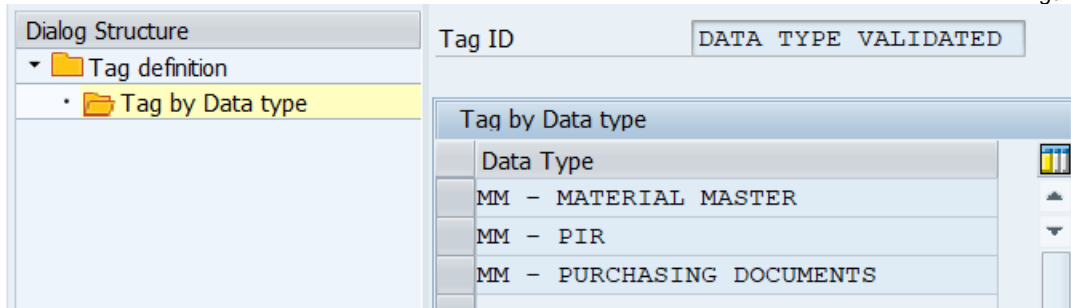 Dialog Structure
Tag definition
Tag by Data type
Tag ID DATA TYPE VALIDATED
Tag by Data type
Data Type
MM - MATERIAL MASTER
MM - PIR
MM - PURCHASING DOCUMENTS